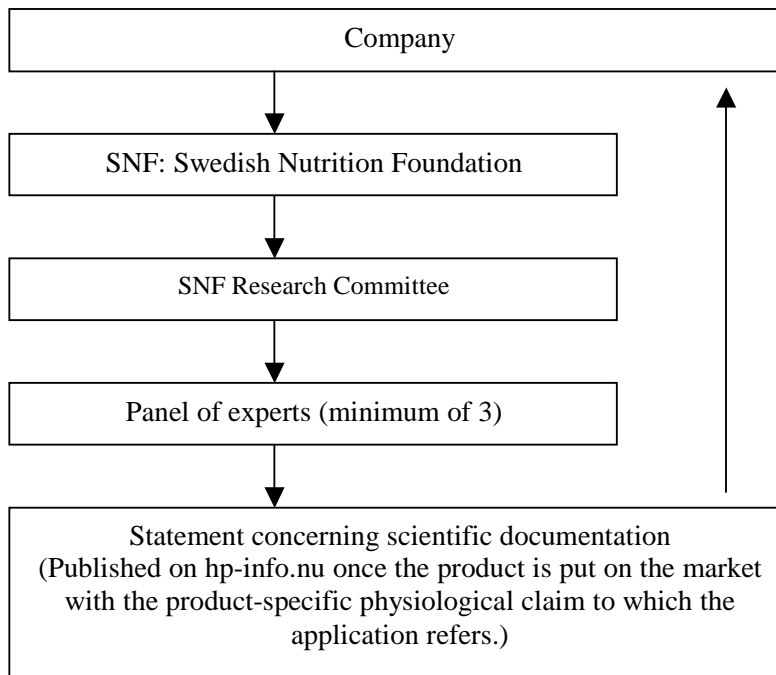 Company
SNF: Swedish Nutrition Foundation
SNF Research Committee
Panel of experts (minimum of 3)
Statement concerning scientific documentation
(Published on hp-info.nu once the product is put on the market
with the product-specific physiological claim to which the
application refers.)